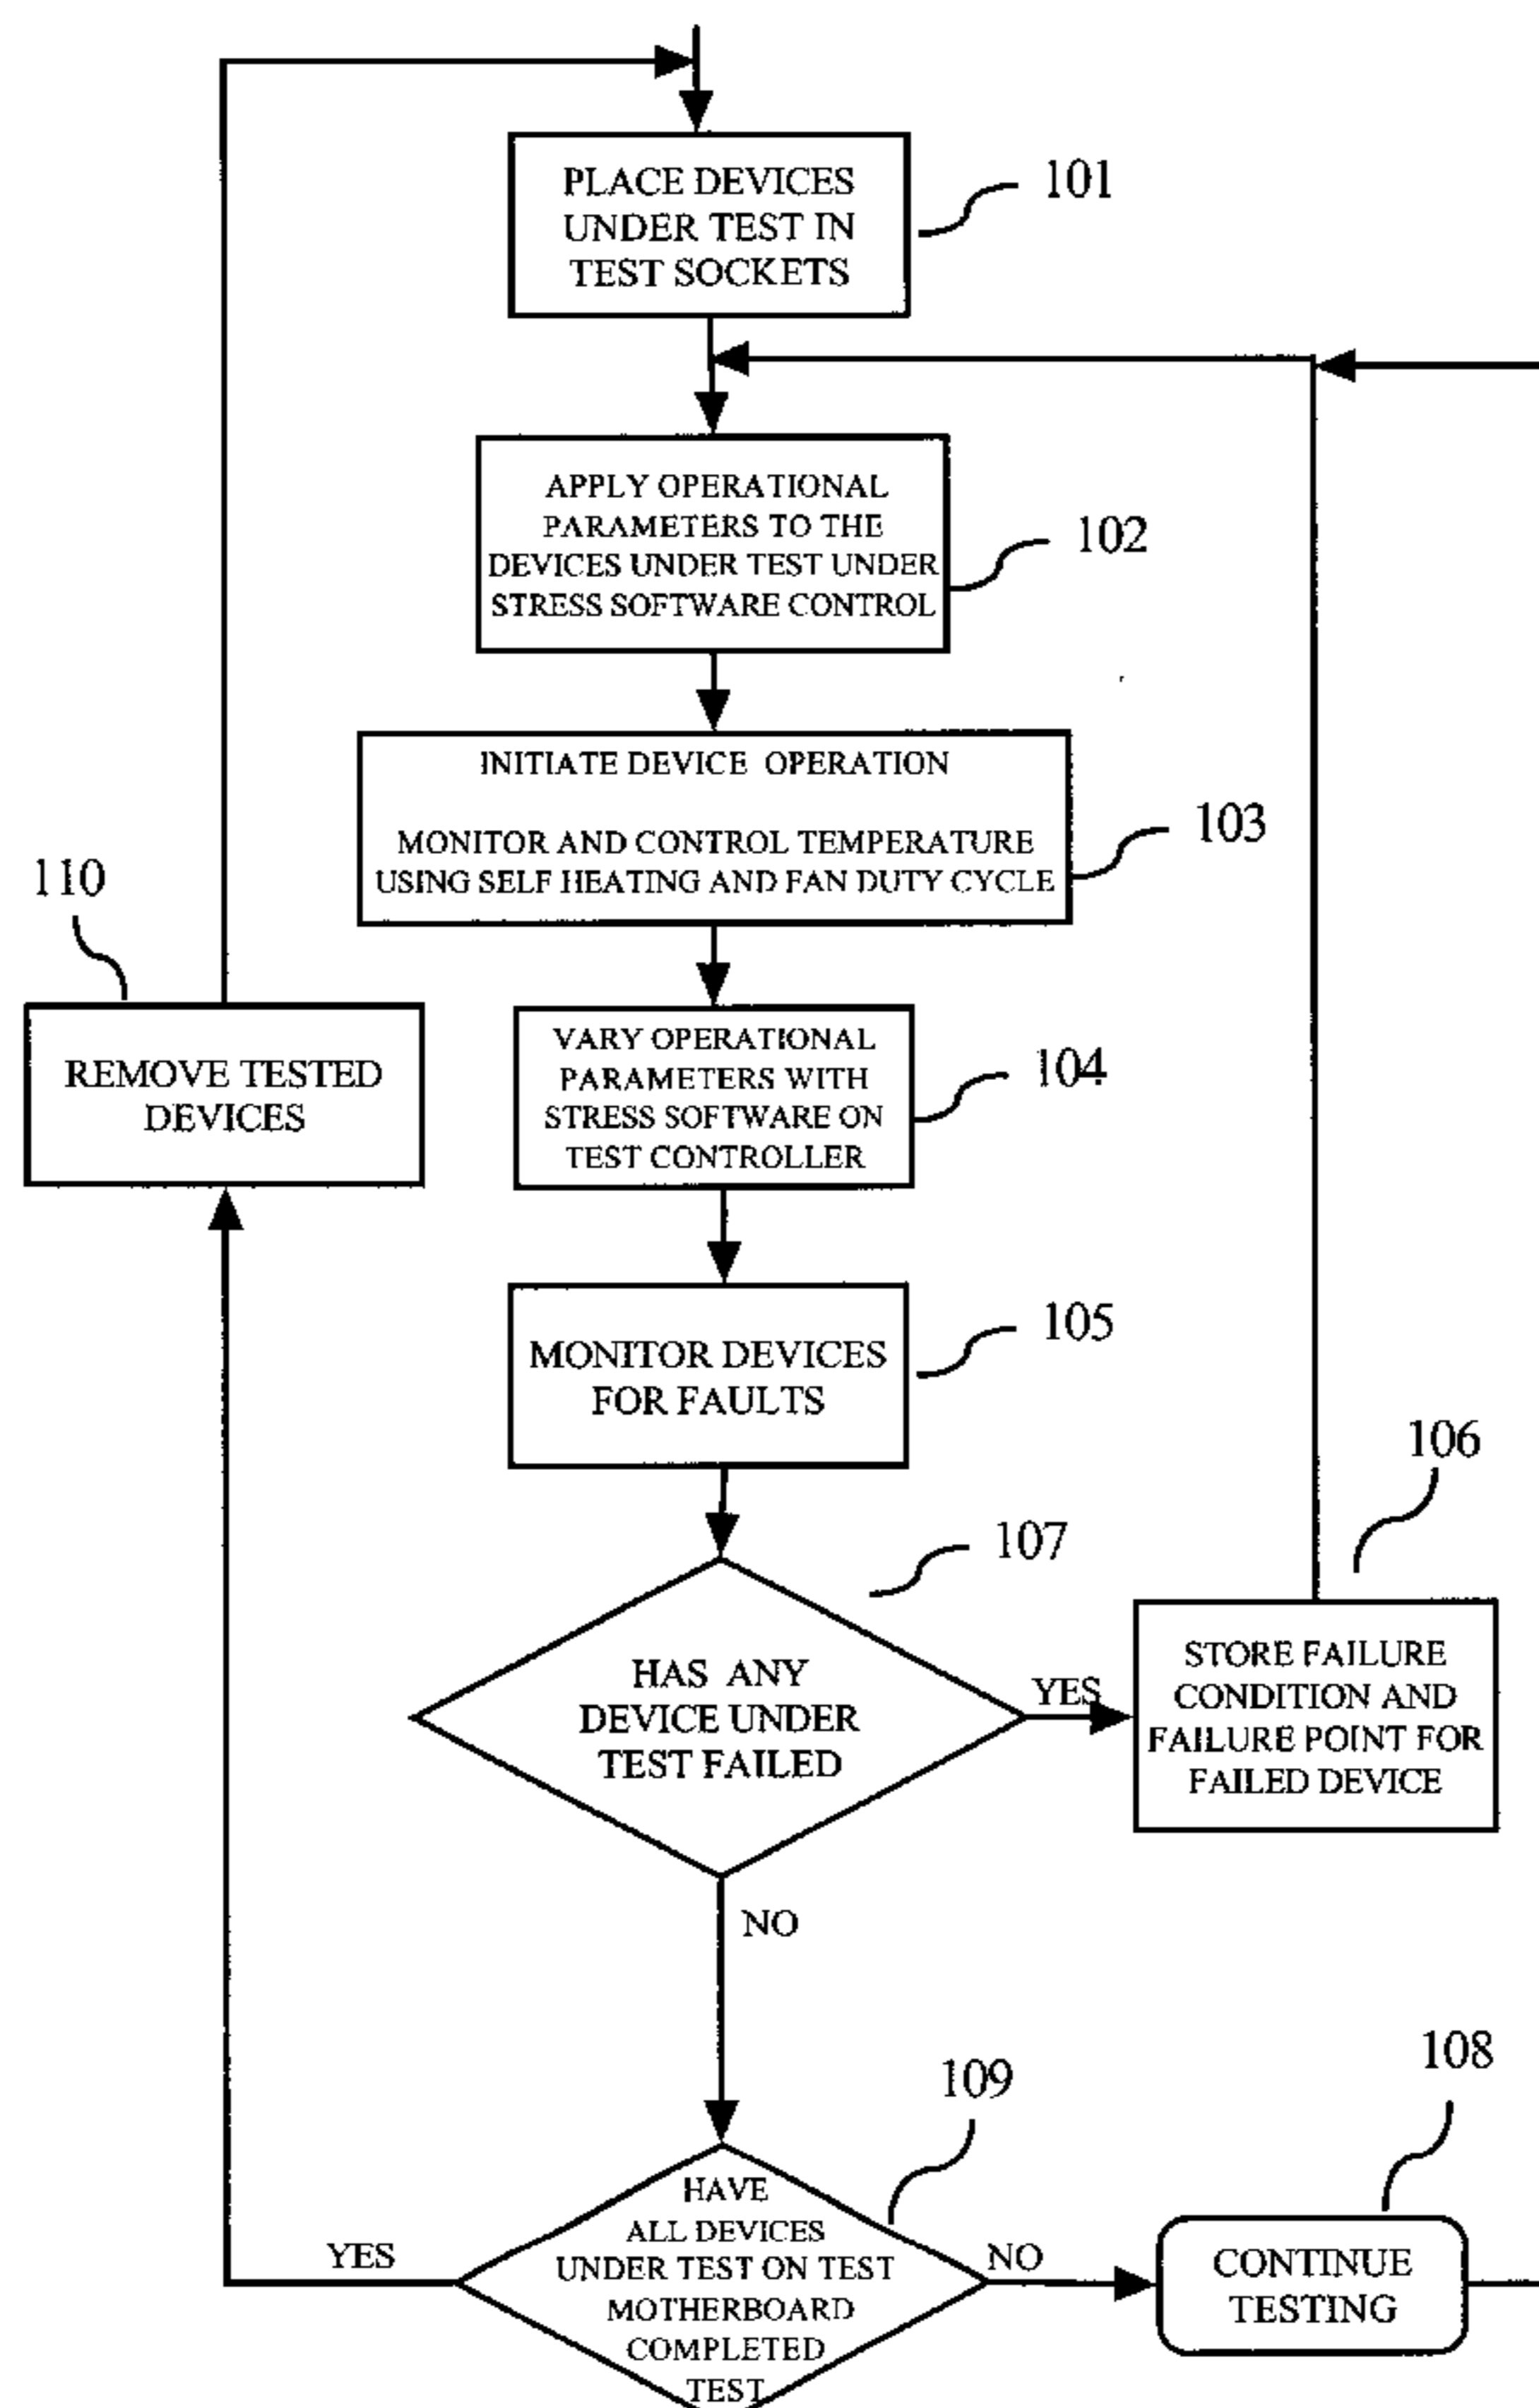 PLACE DEVICES
UNDER TEST IN
TEST SOCKETS
101
APPLY OPERATIONAL
PARAMETERS TO THE
DEVICES UNDER TEST UNDER
STRESS SOFTWARE CONTROL
102
INITIATE DEVICE OPERATION
MONITOR AND CONTROL TEMPERATURE
USING SELF HEATING AND FAN DUTY CYCLE
103
110
REMOVE TESTED
DEVICES
VARY OPERATIONAL
PARAMETERS WITH
STRESS SOFTWARE ON
TEST CONTROLLER
104
MONITOR DEVICES
FOR FAULTS
105
106
107
HAS ANY
DEVICE UNDER
TEST FAILED
YES
STORE FAILURE
CONDITION AND
FAILURE POINT FOR
FAILED DEVICE
NO
109
108
HAVE
ALL DEVICES
UNDER TEST ON TEST
MOTHERBOARD
COMPLETED
TEST
YES
NO
CONTINUE
TESTING